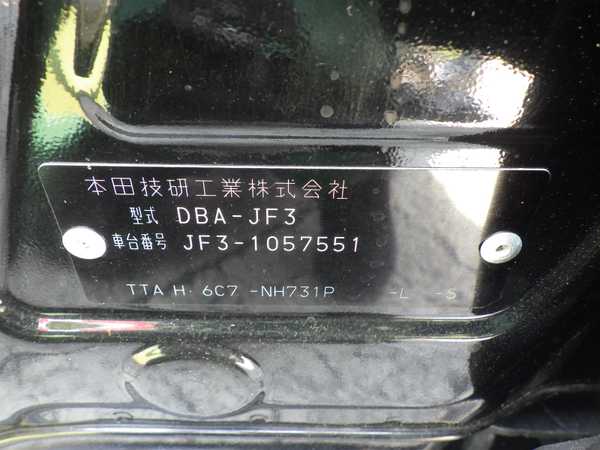 本田技研工業株式会社
型式 DBA-JF3
車台番号 JF3-1057551
TTA H· 6C7 -NH731P -L -S